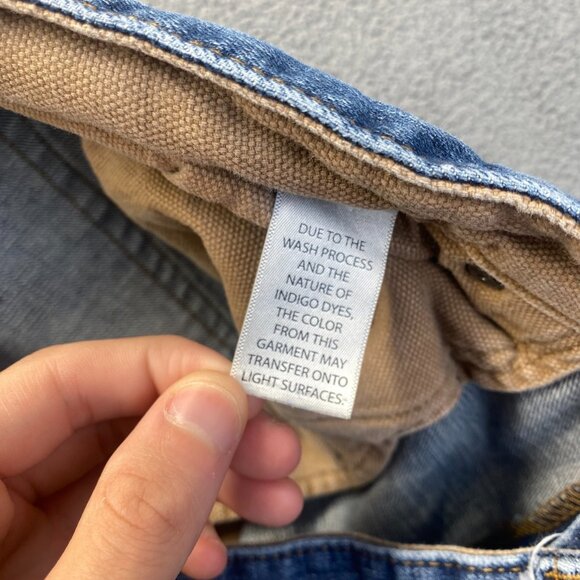 DUE TO THE
WASH PROCESS
AND THE
NATURE OF
INDIGO DYES,
THE COLOR
FROM THIS
GARMENT MAY
TRANSFER ONTO
LIGHT SURFACES.